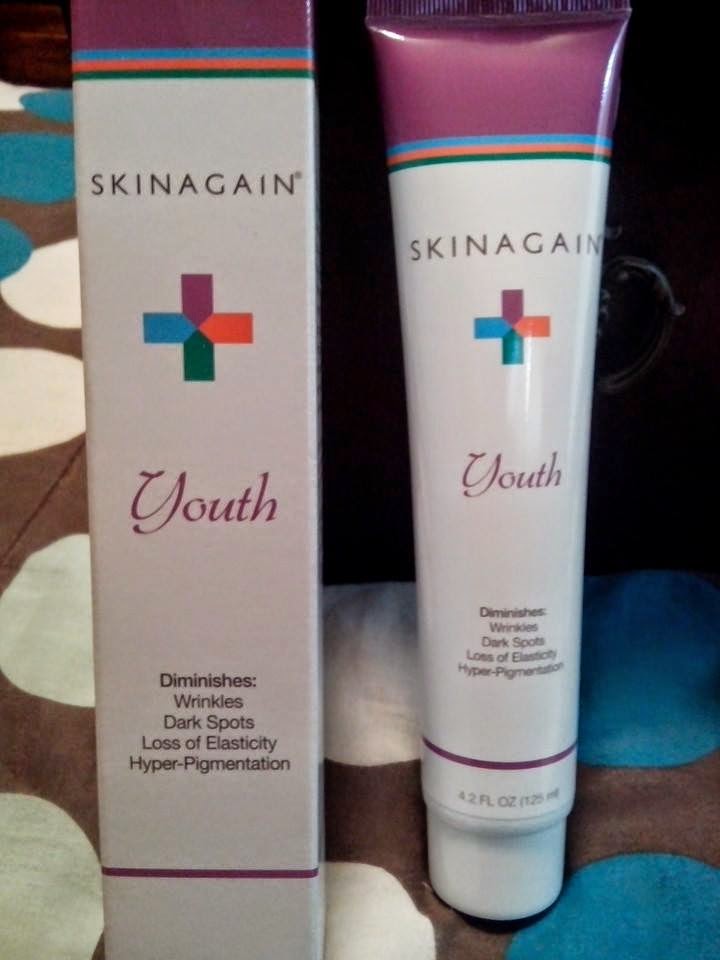 SKINAGAIN®
Youth
Diminishes:
Wrinkles
Dark Spots
Loss of Elasticity
Hyper-Pigmentation
SKINAGAIN
Youth
Diminishes:
Wrinkles
Dark Spots
Loss of Elasticity
Hyper-Pigmentation
4.2 FL OZ (125 ml)